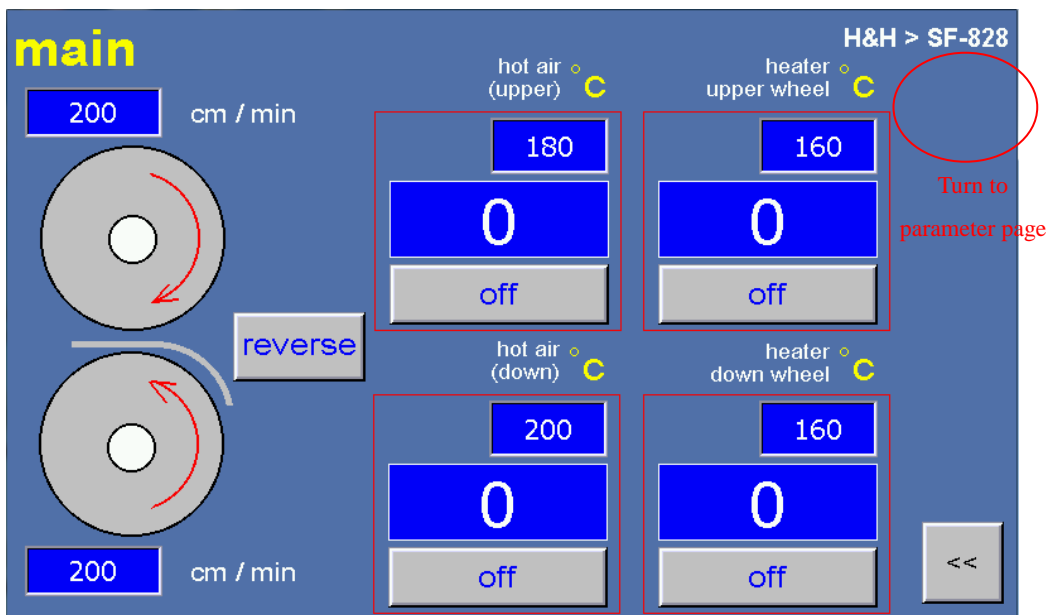 main
H&H > SF-828
200 cm / min
hot air °C
(upper)
180
0
off
heater °C
upper wheel
160
0
off
Turn to
parameter page
reverse
hot air °C
(down)
200
0
off
heater °C
down wheel
160
0
off
200 cm / min
<<